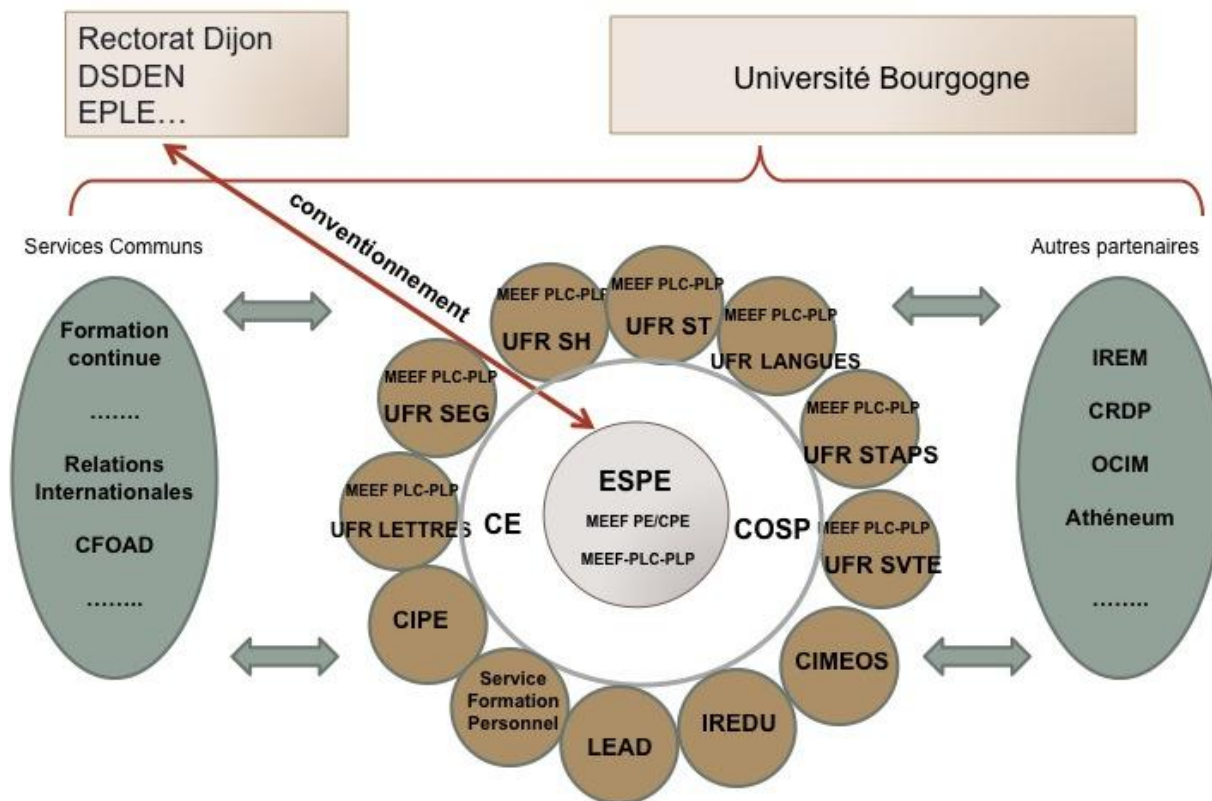 Rectorat Dijon
DSDEN
EPLE…
Université Bourgogne
conventionnement
Services Communs
Autres partenaires
Formation
continue
.......
Relations
Internationales
CFOAD
........
MEEF PLC-PLP
UFR SH
MEEF PLC-PLP
UFR ST
MEEF PLC-PLP
UFR LANGUES
MEEF PLC-PLP
UFR SEG
MEEF PLC-PLP
UFR STAPS
MEEF PLC-PLP
UFR LETTRES
MEEF PLC-PLP
UFR SVTE
CE
ESPE
MEEF PE/CPE
MEEF-PLC-PLP
COSP
CIPE
Service
Formation
Personnel
LEAD
IREDU
CIMEOS
IREM
CRDP
OCIM
Athéneum
........